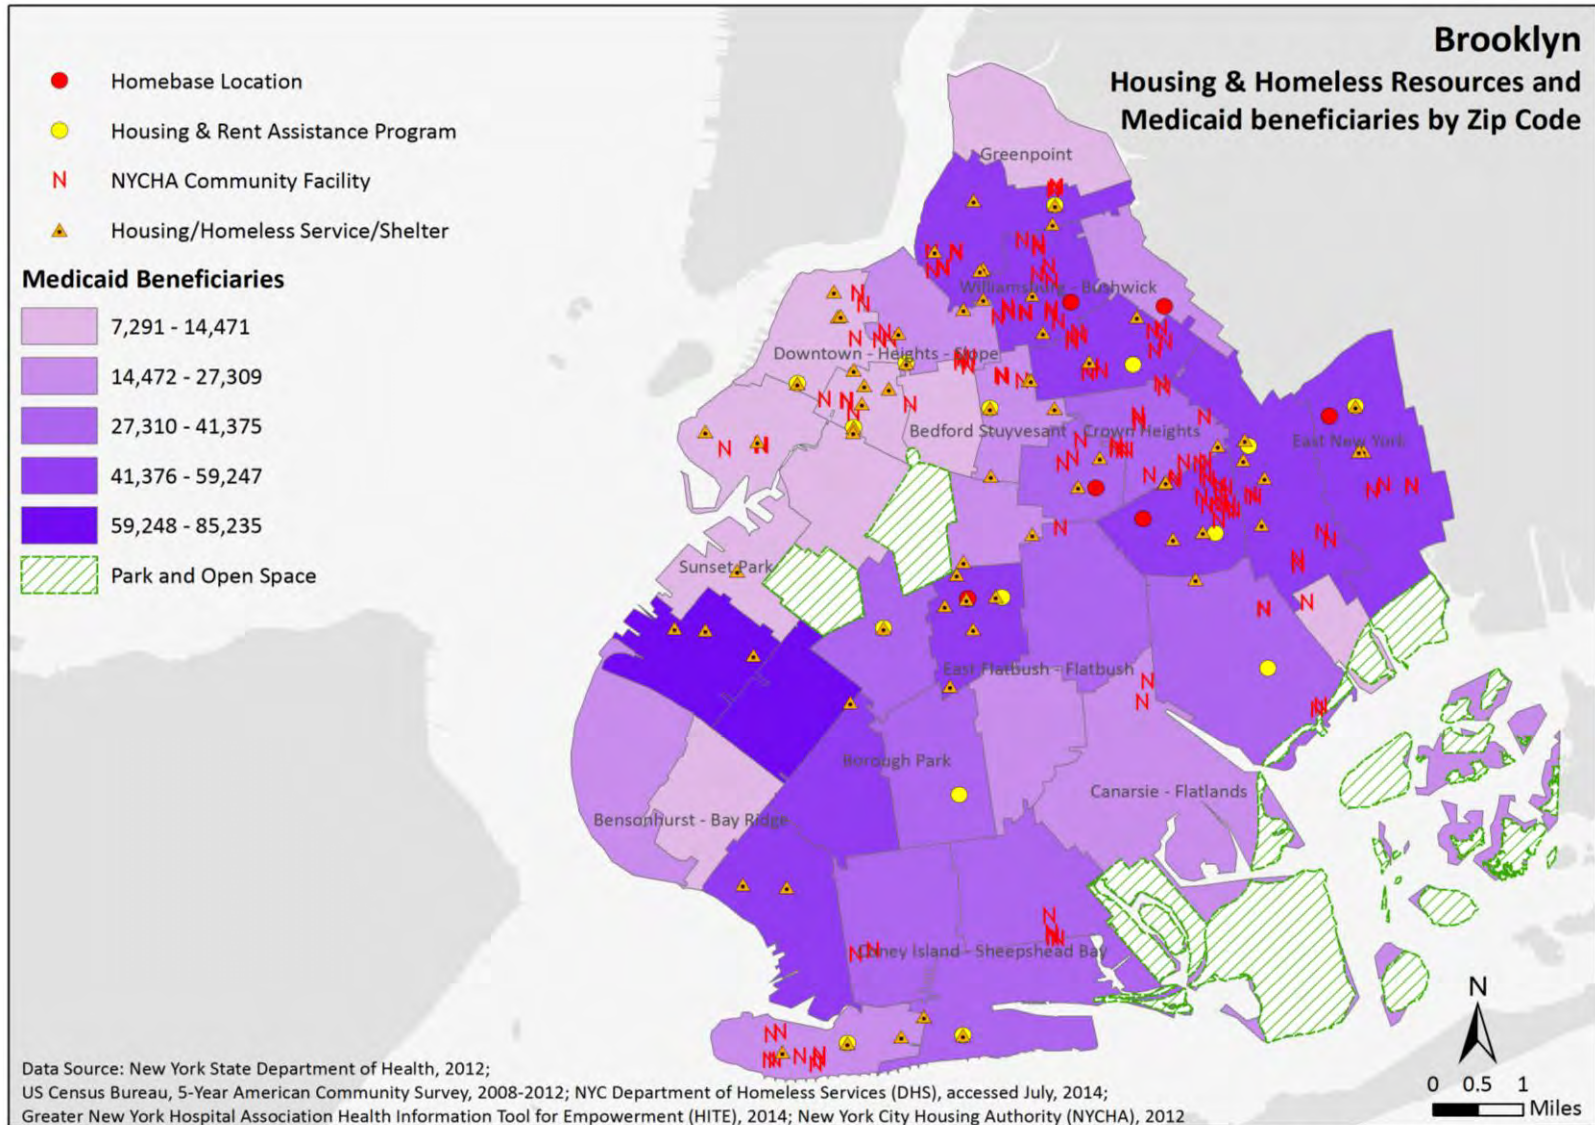 Brooklyn
Housing & Homeless Resources and
Medicaid beneficiaries by Zip Code
Homebase Location
Housing & Rent Assistance Program
N NYCHA Community Facility
Housing/Homeless Service/Shelter
Medicaid Beneficiaries
7,291 - 14,471
14,472 - 27,309
27,310 - 41,375
41,376 - 59,247
59,248 - 85,235
Park and Open Space
Greenpoint
Williamsburg - Bushwick
Downtown - Heights - Slope
Bedford Stuyvesant - Crown Heights
East New York
Sunset Park
East Flatbush - Flatbush
Borough Park
Canarsie - Flatlands
Bensonhurst - Bay Ridge
Coney Island - Sheepshead Bay
N
0 0.5 1
Miles
Data Source: New York State Department of Health, 2012;
US Census Bureau, 5-Year American Community Survey, 2008-2012; NYC Department of Homeless Services (DHS), accessed July, 2014;
Greater New York Hospital Association Health Information Tool for Empowerment (HITE), 2014; New York City Housing Authority (NYCHA), 2012